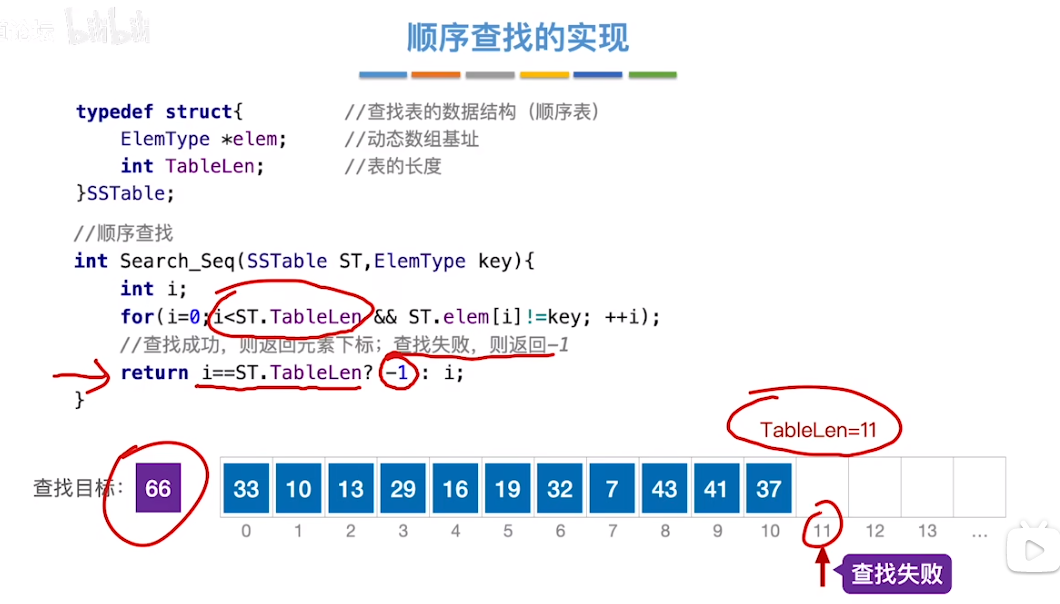 bilibili
顺序查找的实现
typedef struct{ //查找表的数据结构（顺序表）
ElemType *elem; //动态数组基址
int TableLen; //表的长度
}SSTable;
//顺序查找
int Search_Seq(SSTable ST,ElemType key){
int i;
for(i=0;i<ST.TableLen && ST.elem[i]!=key; ++i);
//查找成功，则返回元素下标；查找失败，则返回-1
return i==ST.TableLen? -1 : i;
}
TableLen=11
查找目标： 66 33 10 13 29 16 19 32 7 43 41 37
0 1 2 3 4 5 6 7 8 9 10 11 12 13 ...
查找失败